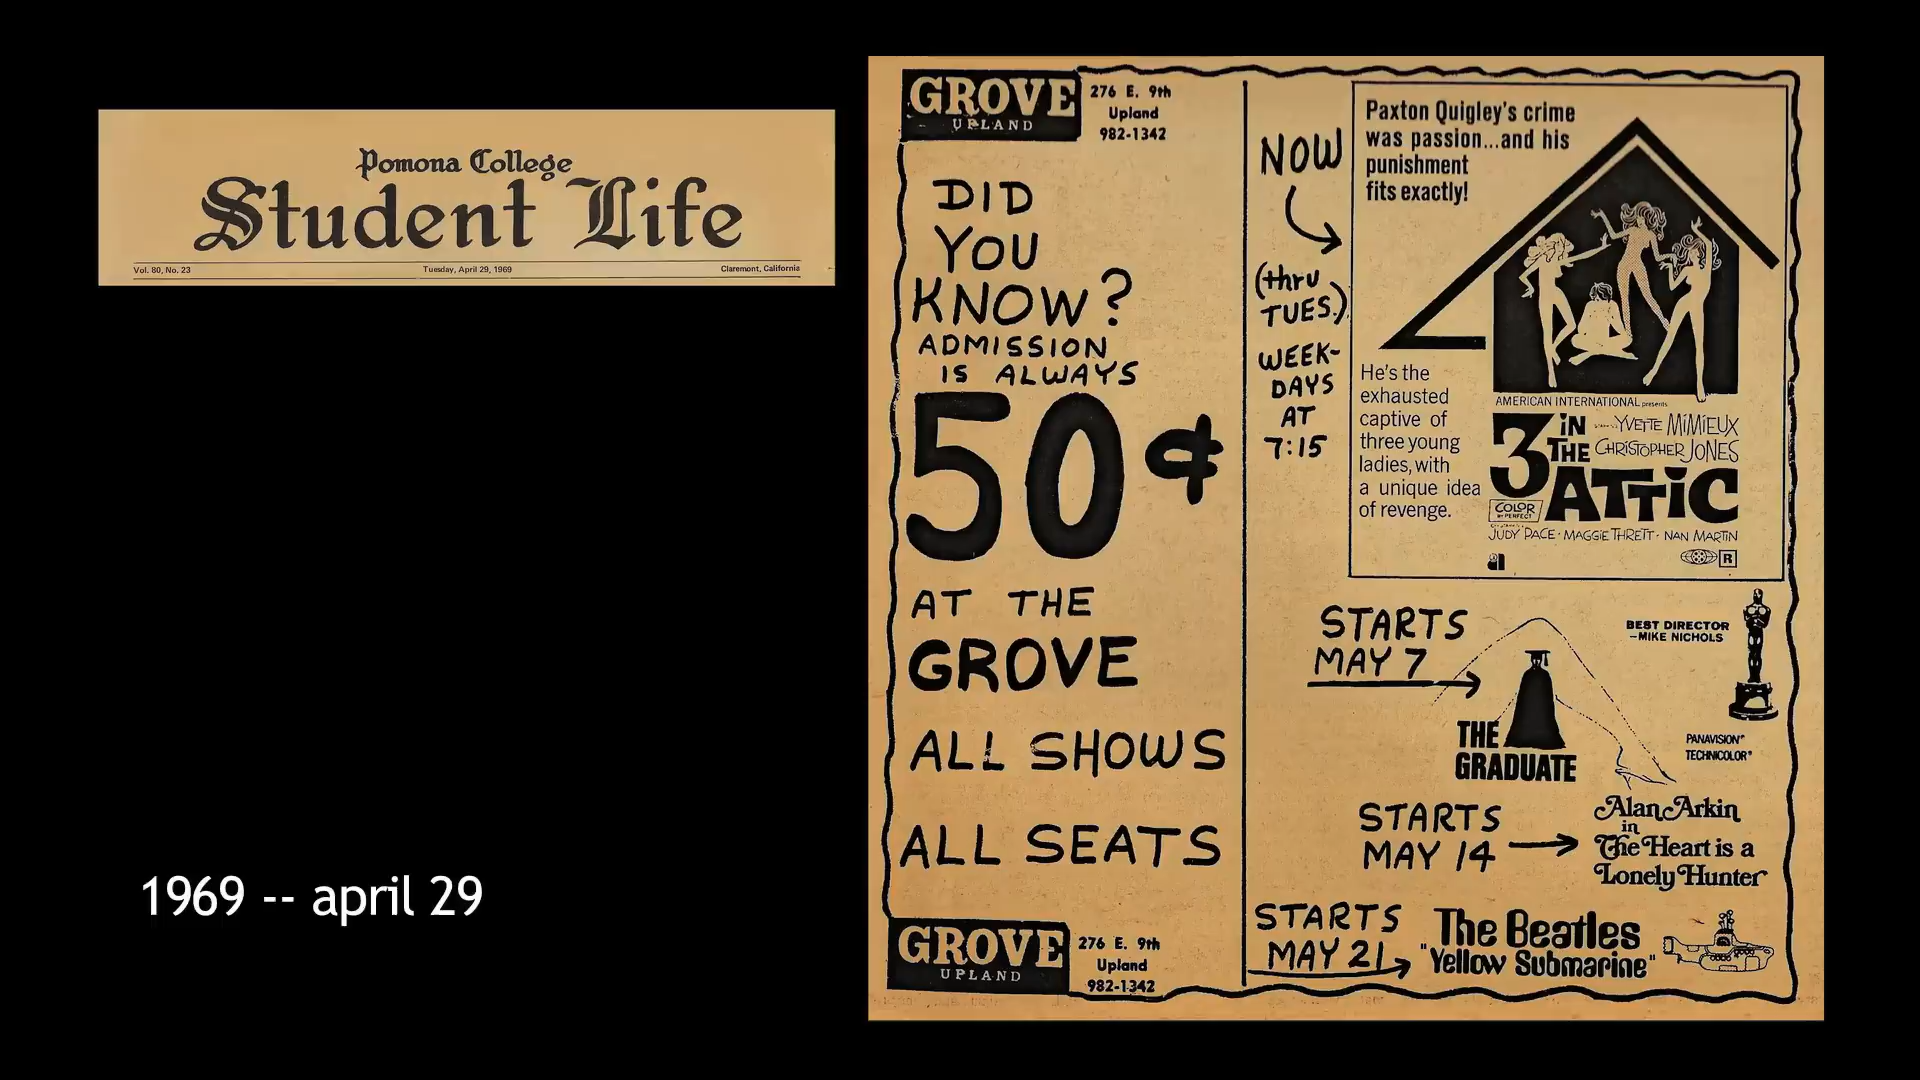 Pomona College
Student Life
Vol. 80, No. 23
Tuesday, April 29, 1969
Claremont, California
1969 -- april 29
GROVE
UPLAND
276 E. 9th
Upland
982-1342
DID
YOU
KNOW?
ADMISSION
IS ALWAYS
50¢
AT THE
GROVE
ALL SHOWS
ALL SEATS
GROVE
UPLAND
276 E. 9th
Upland
982-1342
NOW
(thru
TUES.)
WEEK-
DAYS
AT
7:15
Paxton Quigley's crime
was passion...and his
punishment
fits exactly!
He's the
exhausted
captive of
three young
ladies, with
a unique idea
of revenge.
AMERICAN INTERNATIONAL presents
3 iN THE ATTiC
YVETTE MiMiEUX
CHRISTOPHER JONES
COLOR
BY PERFECT
JUDY PACE · MAGGIE THRETT · NAN MARTIN
R
STARTS
MAY 7
THE
GRADUATE
BEST DIRECTOR
–MIKE NICHOLS
PANAVISION®
TECHNICOLOR®
STARTS
MAY 14
Alan Arkin
in
The Heart is a
Lonely Hunter
STARTS
MAY 21
The Beatles
"Yellow Submarine"